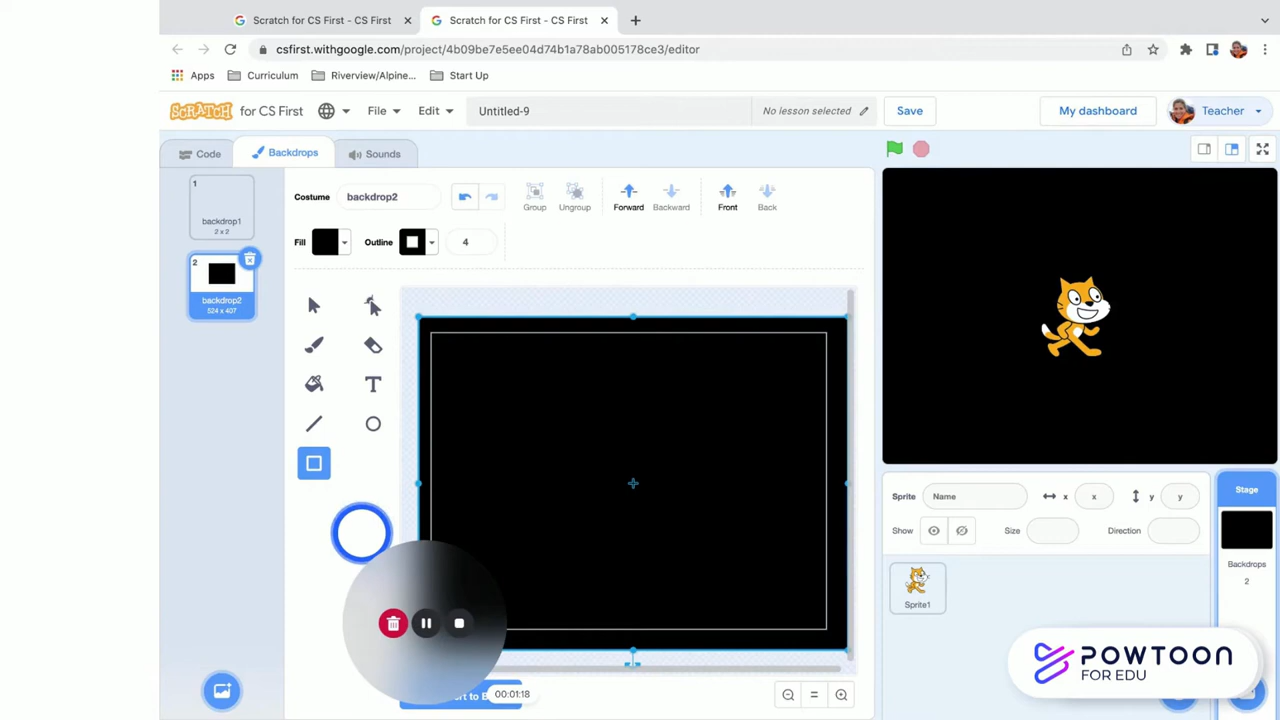 Scratch for CS First - CS First
Scratch for CS First - CS First
csfirst.withgoogle.com/project/4b09be7e5ee04d74b1a78ab005178ce3/editor
Apps Curriculum Riverview/Alpine... Start Up
SCRATCH for CS First File Edit Untitled-9 No lesson selected Save My dashboard Teacher
Code Backdrops Sounds
1
backdrop1
2 x 2
2
backdrop2
524 x 407
Costume backdrop2
Group Ungroup Forward Backward Front Back
Fill Outline 4
T
00:01:18
Sprite Name x x y y
Show Size Direction
Sprite1
Stage
Backdrops
2
POWTOON
FOR EDU